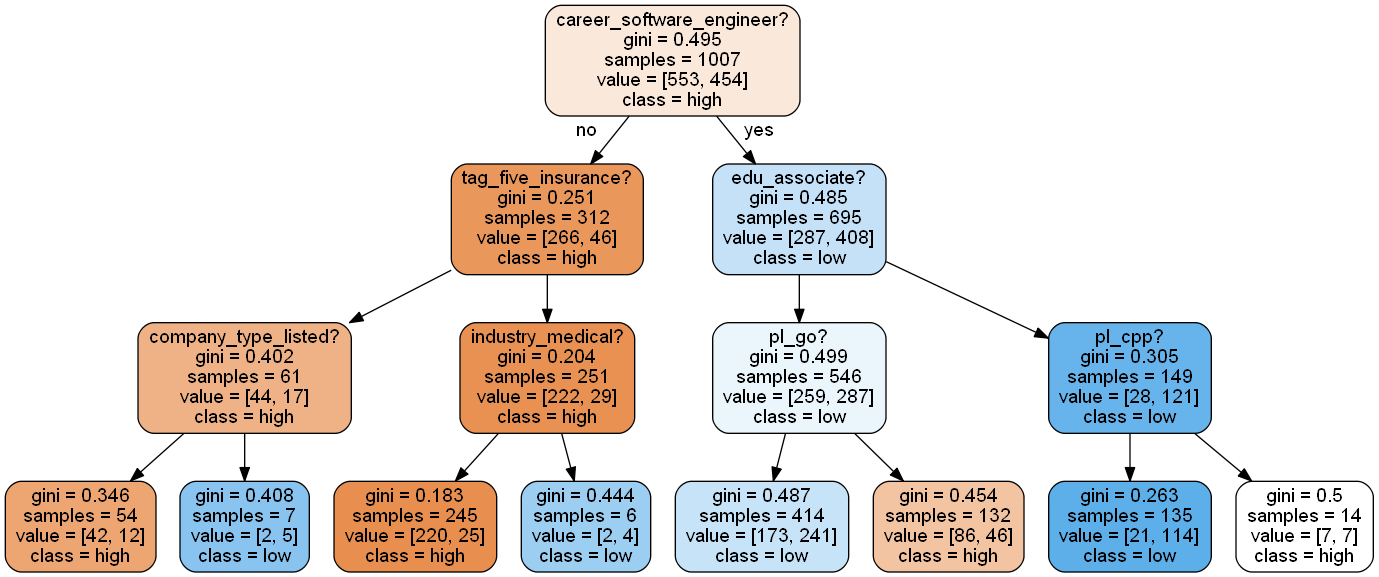 career_software_engineer?
gini = 0.495
samples = 1007
value = [553, 454]
class = high
no
yes
tag_five_insurance?
gini = 0.251
samples = 312
value = [266, 46]
class = high
edu_associate?
gini = 0.485
samples = 695
value = [287, 408]
class = low
company_type_listed?
gini = 0.402
samples = 61
value = [44, 17]
class = high
industry_medical?
gini = 0.204
samples = 251
value = [222, 29]
class = high
pl_go?
gini = 0.499
samples = 546
value = [259, 287]
class = low
pl_cpp?
gini = 0.305
samples = 149
value = [28, 121]
class = low
gini = 0.346
samples = 54
value = [42, 12]
class = high
gini = 0.408
samples = 7
value = [2, 5]
class = low
gini = 0.183
samples = 245
value = [220, 25]
class = high
gini = 0.444
samples = 6
value = [2, 4]
class = low
gini = 0.487
samples = 414
value = [173, 241]
class = low
gini = 0.454
samples = 132
value = [86, 46]
class = high
gini = 0.263
samples = 135
value = [21, 114]
class = low
gini = 0.5
samples = 14
value = [7, 7]
class = high